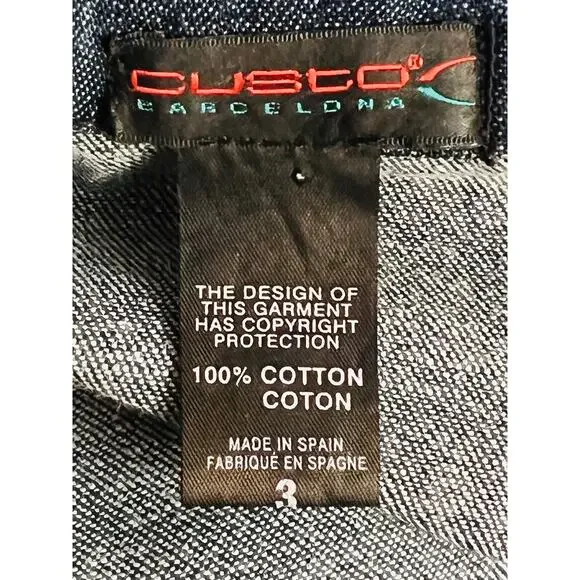 custo®
BARCELONA
THE DESIGN OF
THIS GARMENT
HAS COPYRIGHT
PROTECTION
100% COTTON
COTON
MADE IN SPAIN
FABRIQUÉ EN SPAGNE
3